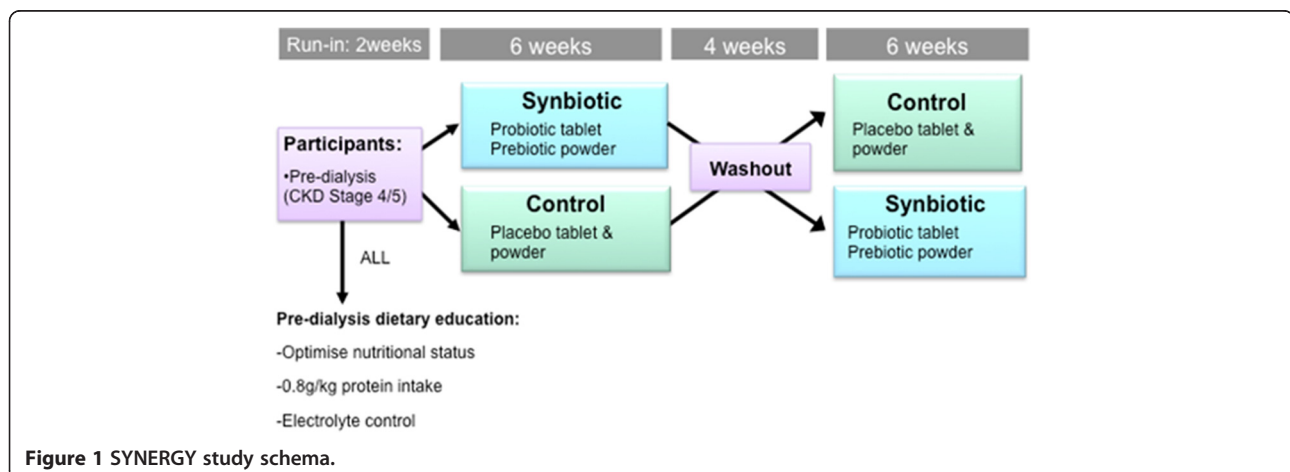 Run-in: 2weeks
6 weeks
4 weeks
6 weeks
Participants:
•Pre-dialysis
(CKD Stage 4/5)
Synbiotic
Probiotic tablet
Prebiotic powder
Control
Placebo tablet &
powder
Washout
Control
Placebo tablet &
powder
Synbiotic
Probiotic tablet
Prebiotic powder
ALL
Pre-dialysis dietary education:
-Optimise nutritional status
-0.8g/kg protein intake
-Electrolyte control
Figure 1 SYNERGY study schema.